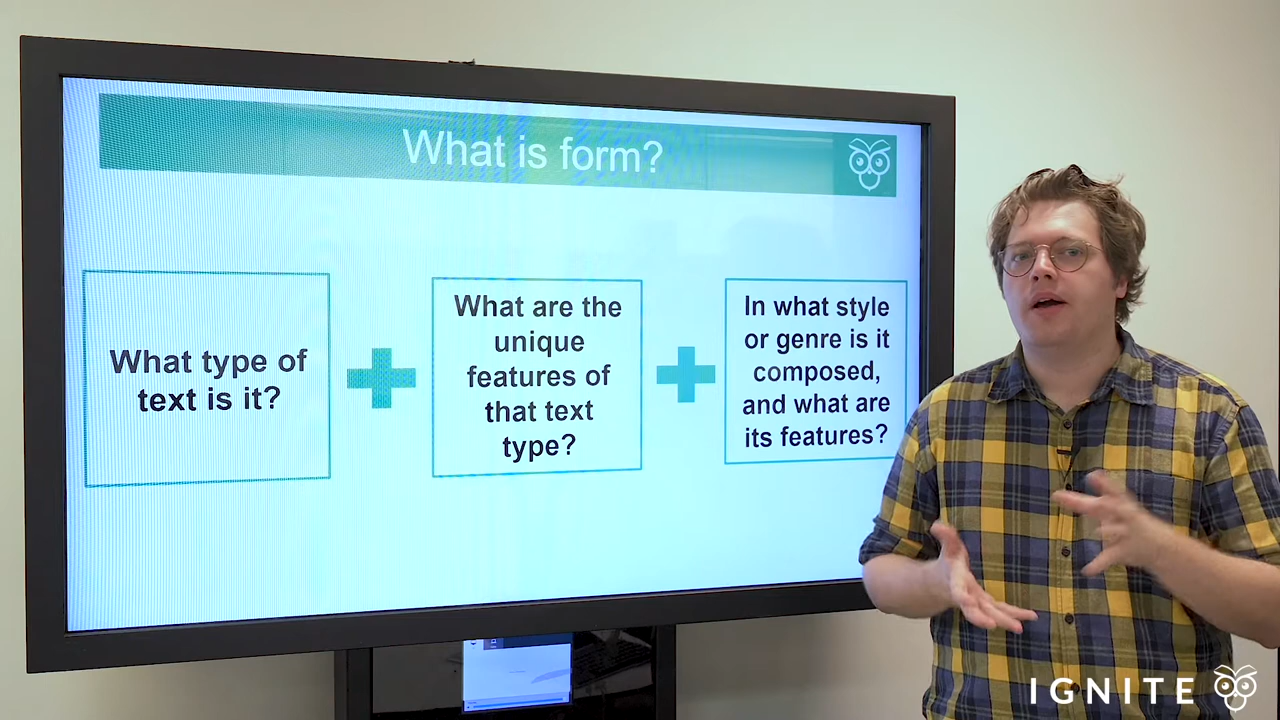 What is form?
What type of
text is it?
What are the
unique
features of
that text
type?
In what style
or genre is it
composed,
and what are
its features?
IGNITE